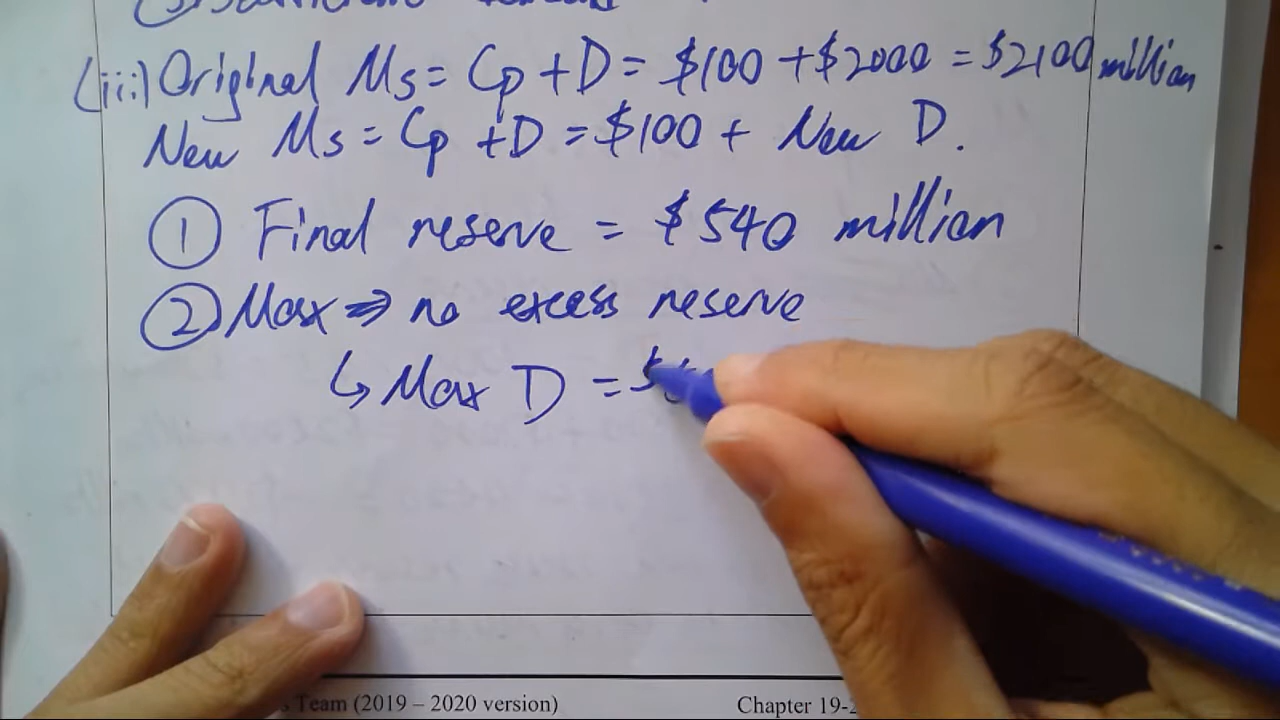 (iii) Original Ms = Cp + D = $100 + $2000 = $2100 million
New Ms = Cp + D = $100 + New D.
① Final reserve = $540 million
② Max ⇒ no excess reserve
↳ Max D =
Team (2019 – 2020 version) Chapter 19-2